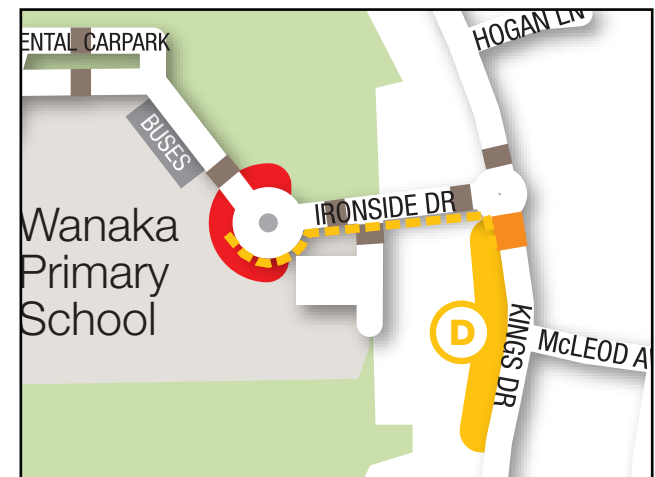 ENTAL CARPARK
HOGAN LN
BUSES
IRONSIDE DR
Wanaka
Primary
School
D
KINGS DR
McLEOD A